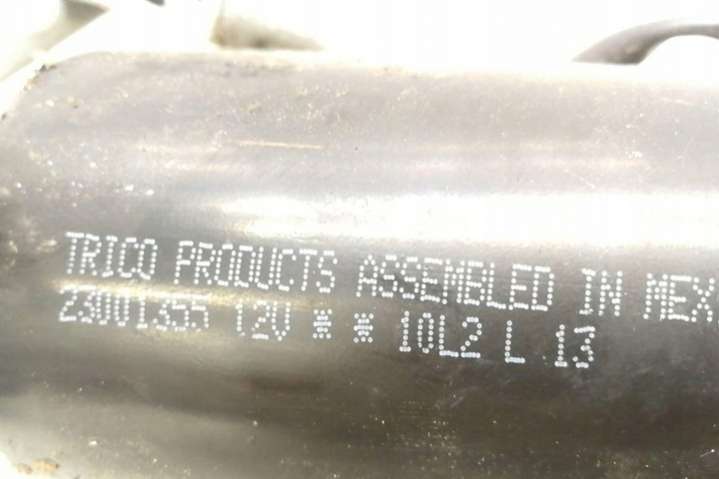 TRICO PRODUCTS ASSEMBLED IN MEX
23001355 12V ** 10L2 L 13